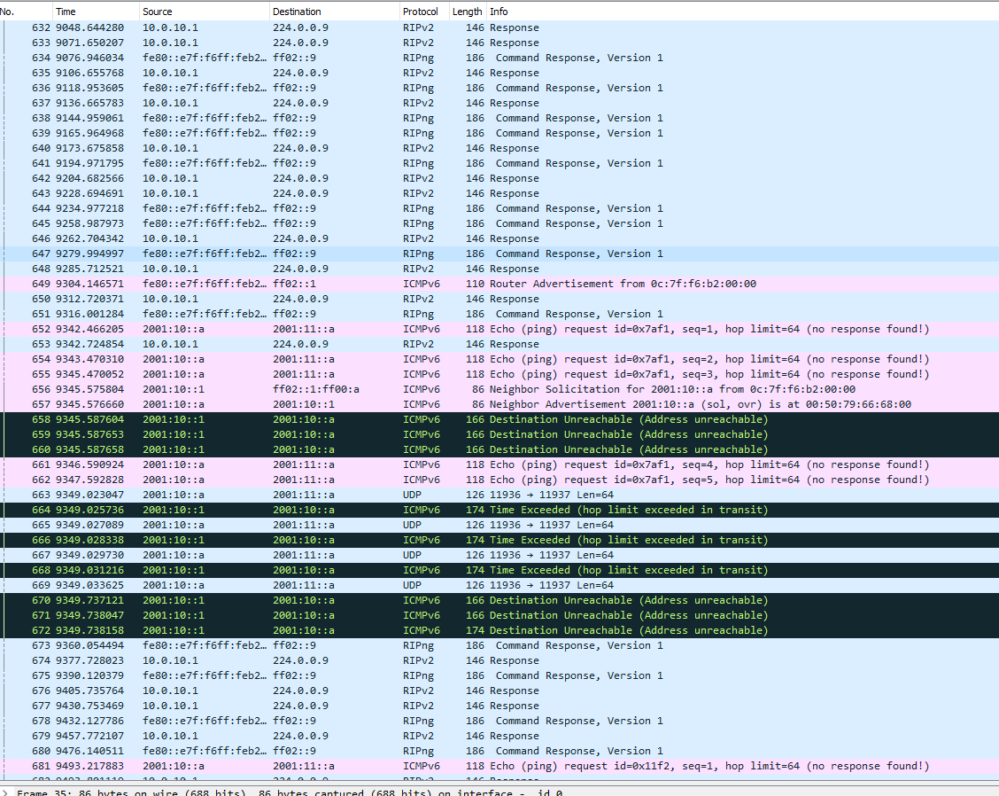 No. Time Source Destination Protocol Length Info
632 9048.644280 10.0.10.1 224.0.0.9 RIPv2 146 Response
633 9071.650207 10.0.10.1 224.0.0.9 RIPv2 146 Response
634 9076.946034 fe80::e7f:f6ff:feb2… ff02::9 RIPng 186 Command Response, Version 1
635 9106.655768 10.0.10.1 224.0.0.9 RIPv2 146 Response
636 9118.953605 fe80::e7f:f6ff:feb2… ff02::9 RIPng 186 Command Response, Version 1
637 9136.665783 10.0.10.1 224.0.0.9 RIPv2 146 Response
638 9144.959061 fe80::e7f:f6ff:feb2… ff02::9 RIPng 186 Command Response, Version 1
639 9165.964968 fe80::e7f:f6ff:feb2… ff02::9 RIPng 186 Command Response, Version 1
640 9173.675858 10.0.10.1 224.0.0.9 RIPv2 146 Response
641 9194.971795 fe80::e7f:f6ff:feb2… ff02::9 RIPng 186 Command Response, Version 1
642 9204.682566 10.0.10.1 224.0.0.9 RIPv2 146 Response
643 9228.694691 10.0.10.1 224.0.0.9 RIPv2 146 Response
644 9234.977218 fe80::e7f:f6ff:feb2… ff02::9 RIPng 186 Command Response, Version 1
645 9258.987973 fe80::e7f:f6ff:feb2… ff02::9 RIPng 186 Command Response, Version 1
646 9262.704342 10.0.10.1 224.0.0.9 RIPv2 146 Response
647 9279.994997 fe80::e7f:f6ff:feb2… ff02::9 RIPng 186 Command Response, Version 1
648 9285.712521 10.0.10.1 224.0.0.9 RIPv2 146 Response
649 9304.146571 fe80::e7f:f6ff:feb2… ff02::1 ICMPv6 110 Router Advertisement from 0c:7f:f6:b2:00:00
650 9312.720371 10.0.10.1 224.0.0.9 RIPv2 146 Response
651 9316.001284 fe80::e7f:f6ff:feb2… ff02::9 RIPng 186 Command Response, Version 1
652 9342.466205 2001:10::a 2001:11::a ICMPv6 118 Echo (ping) request id=0x7af1, seq=1, hop limit=64 (no response found!)
653 9342.724854 10.0.10.1 224.0.0.9 RIPv2 146 Response
654 9343.470310 2001:10::a 2001:11::a ICMPv6 118 Echo (ping) request id=0x7af1, seq=2, hop limit=64 (no response found!)
655 9345.470052 2001:10::a 2001:11::a ICMPv6 118 Echo (ping) request id=0x7af1, seq=3, hop limit=64 (no response found!)
656 9345.575804 2001:10::1 ff02::1:ff00:a ICMPv6 86 Neighbor Solicitation for 2001:10::a from 0c:7f:f6:b2:00:00
657 9345.576660 2001:10::a 2001:10::1 ICMPv6 86 Neighbor Advertisement 2001:10::a (sol, ovr) is at 00:50:79:66:68:00
658 9345.587604 2001:10::1 2001:10::a ICMPv6 166 Destination Unreachable (Address unreachable)
659 9345.587653 2001:10::1 2001:10::a ICMPv6 166 Destination Unreachable (Address unreachable)
660 9345.587658 2001:10::1 2001:10::a ICMPv6 166 Destination Unreachable (Address unreachable)
661 9346.590924 2001:10::a 2001:11::a ICMPv6 118 Echo (ping) request id=0x7af1, seq=4, hop limit=64 (no response found!)
662 9347.592828 2001:10::a 2001:11::a ICMPv6 118 Echo (ping) request id=0x7af1, seq=5, hop limit=64 (no response found!)
663 9349.023047 2001:10::a 2001:11::a UDP 126 11936 → 11937 Len=64
664 9349.025736 2001:10::1 2001:10::a ICMPv6 174 Time Exceeded (hop limit exceeded in transit)
665 9349.027089 2001:10::a 2001:11::a UDP 126 11936 → 11937 Len=64
666 9349.028338 2001:10::1 2001:10::a ICMPv6 174 Time Exceeded (hop limit exceeded in transit)
667 9349.029730 2001:10::a 2001:11::a UDP 126 11936 → 11937 Len=64
668 9349.031216 2001:10::1 2001:10::a ICMPv6 174 Time Exceeded (hop limit exceeded in transit)
669 9349.033625 2001:10::a 2001:11::a UDP 126 11936 → 11937 Len=64
670 9349.737121 2001:10::1 2001:10::a ICMPv6 166 Destination Unreachable (Address unreachable)
671 9349.738047 2001:10::1 2001:10::a ICMPv6 166 Destination Unreachable (Address unreachable)
672 9349.738158 2001:10::1 2001:10::a ICMPv6 174 Destination Unreachable (Address unreachable)
673 9360.054494 fe80::e7f:f6ff:feb2… ff02::9 RIPng 186 Command Response, Version 1
674 9377.728023 10.0.10.1 224.0.0.9 RIPv2 146 Response
675 9390.120379 fe80::e7f:f6ff:feb2… ff02::9 RIPng 186 Command Response, Version 1
676 9405.735764 10.0.10.1 224.0.0.9 RIPv2 146 Response
677 9430.753469 10.0.10.1 224.0.0.9 RIPv2 146 Response
678 9432.127786 fe80::e7f:f6ff:feb2… ff02::9 RIPng 186 Command Response, Version 1
679 9457.772107 10.0.10.1 224.0.0.9 RIPv2 146 Response
680 9476.140511 fe80::e7f:f6ff:feb2… ff02::9 RIPng 186 Command Response, Version 1
681 9493.217883 2001:10::a 2001:11::a ICMPv6 118 Echo (ping) request id=0x11f2, seq=1, hop limit=64 (no response found!)
Frame 35: 86 bytes on wire (688 bits), 86 bytes captured (688 bits) on interface -, id 0